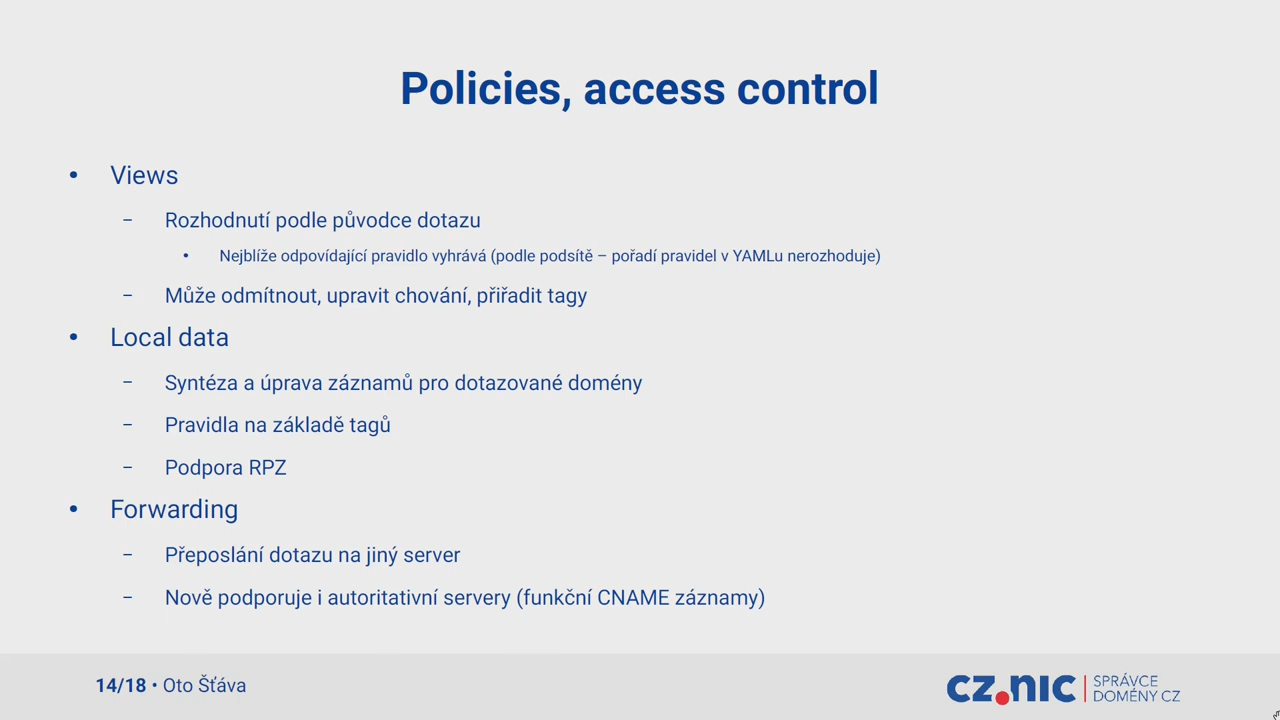 Policies, access control
• Views
– Rozhodnutí podle původce dotazu
• Nejblíže odpovídající pravidlo vyhrává (podle podsítě – pořadí pravidel v YAMLu nerozhoduje)
– Může odmítnout, upravit chování, přiřadit tagy
• Local data
– Syntéza a úprava záznamů pro dotazované domény
– Pravidla na základě tagů
– Podpora RPZ
• Forwarding
– Přeposlání dotazu na jiný server
– Nově podporuje i autoritativní servery (funkční CNAME záznamy)
14/18 • Oto Šťáva
cz.nic | SPRÁVCE
DOMÉNY CZ